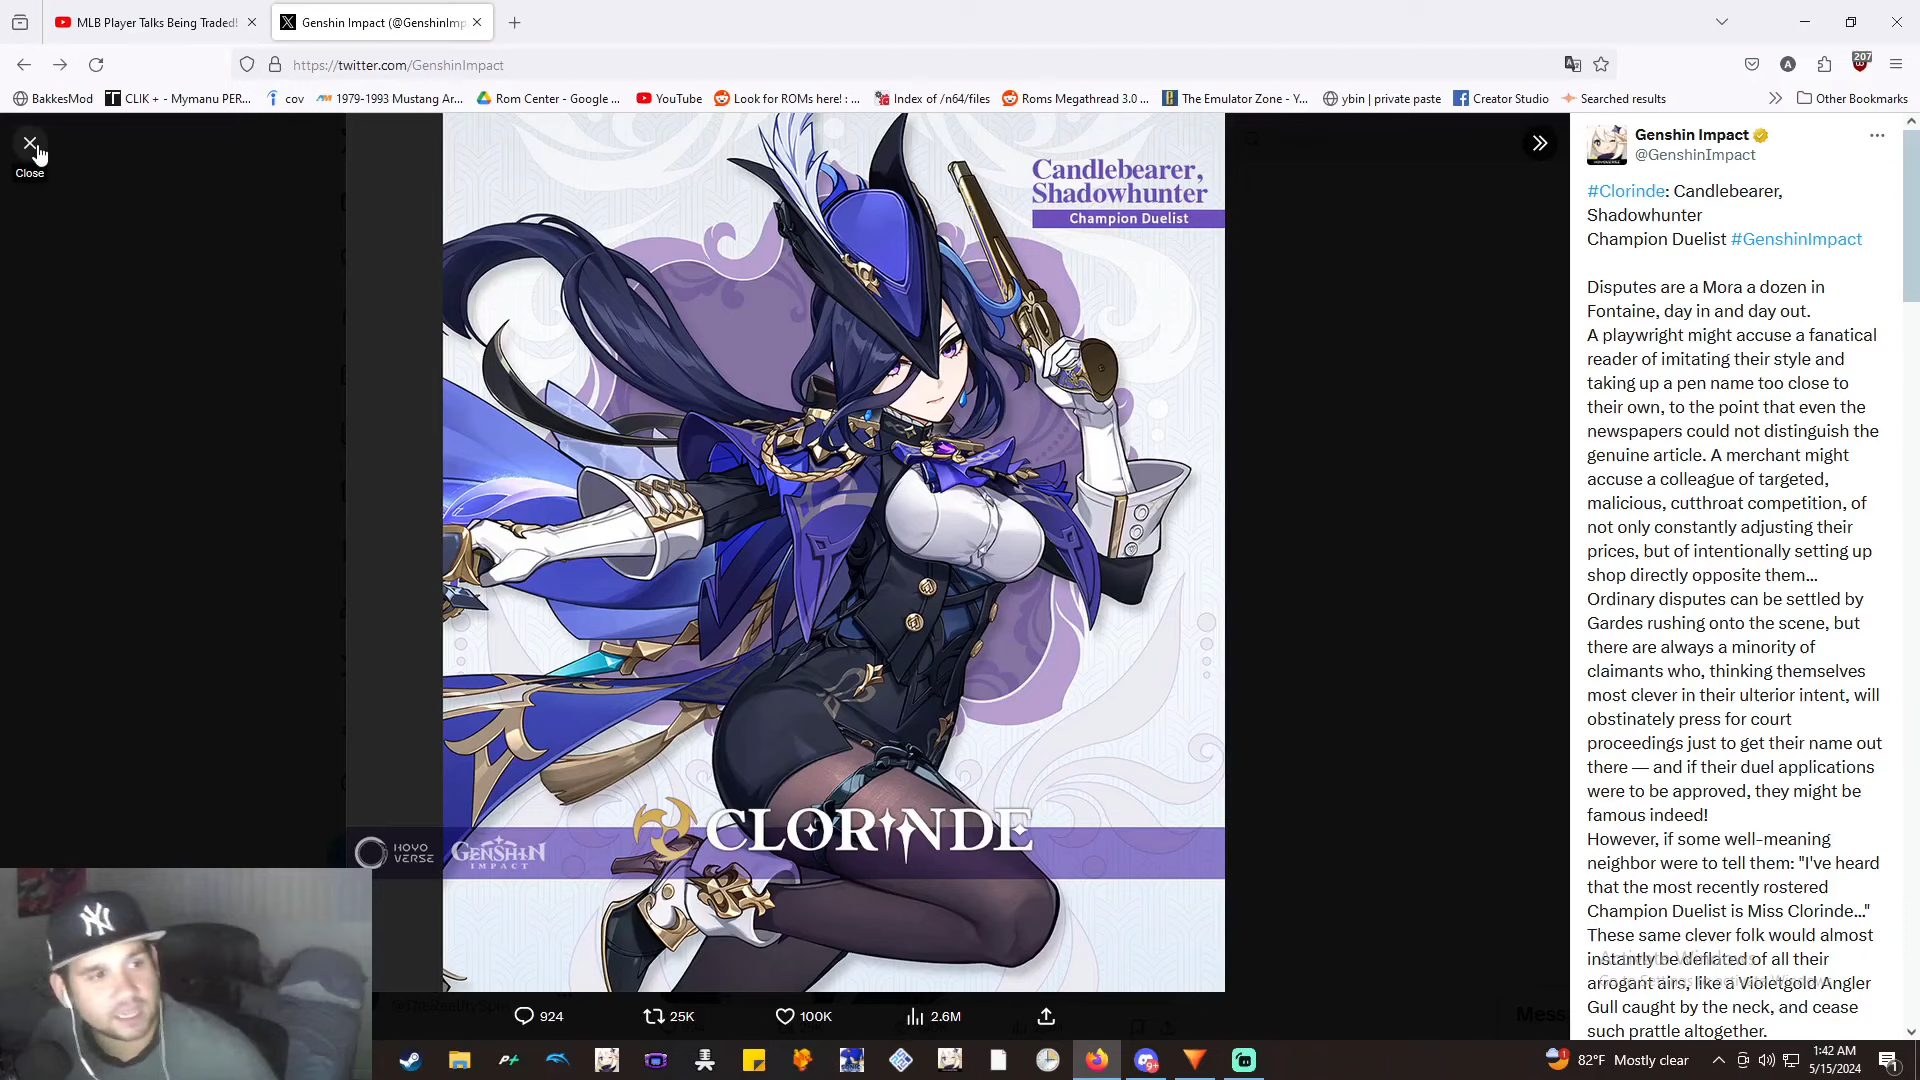 MLB Player Talks Being Traded!
Genshin Impact (@GenshinImp
https://twitter.com/GenshinImpact
207
BakkesMod
CLIK + - Mymanu PER...
cov
1979-1993 Mustang Ar...
Rom Center - Google ...
YouTube
Look for ROMs here! : ...
Index of /n64/files
Roms Megathread 3.0 ...
The Emulator Zone - Y...
ybin | private paste
Creator Studio
Searched results
Other Bookmarks
Close
Candlebearer,
Shadowhunter
Champion Duelist
CLORINDE
HOYO
VERSE
GENSHIN
IMPACT
924
25K
100K
2.6M
Genshin Impact
@GenshinImpact
#Clorinde: Candlebearer,
Shadowhunter
Champion Duelist #GenshinImpact
Disputes are a Mora a dozen in
Fontaine, day in and day out.
A playwright might accuse a fanatical
reader of imitating their style and
taking up a pen name too close to
their own, to the point that even the
newspapers could not distinguish the
genuine article. A merchant might
accuse a colleague of targeted,
malicious, cutthroat competition, of
not only constantly adjusting their
prices, but of intentionally setting up
shop directly opposite them...
Ordinary disputes can be settled by
Gardes rushing onto the scene, but
there are always a minority of
claimants who, thinking themselves
most clever in their ulterior intent, will
obstinately press for court
proceedings just to get their name out
there — and if their duel applications
were to be approved, they might be
famous indeed!
However, if some well-meaning
neighbor were to tell them: "I've heard
that the most recently rostered
Champion Duelist is Miss Clorinde..."
These same clever folk would almost
instantly be deflated of all their
arrogant airs, like a Violetgold Angler
Gull caught by the neck, and cease
such prattle altogether.
Activate Windows
Go to Settings to activate Windows.
NY
82°F Mostly clear
1:42 AM
5/15/2024